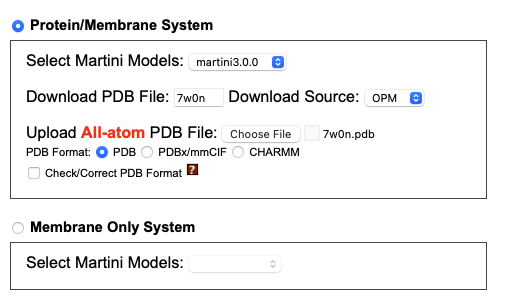 Protein/Membrane System
Select Martini Models: martini3.0.0
Download PDB File: 7w0n Download Source: OPM
Upload All-atom PDB File: Choose File 7w0n.pdb
PDB Format: PDB PDBx/mmCIF CHARMM
Check/Correct PDB Format ?
Membrane Only System
Select Martini Models: